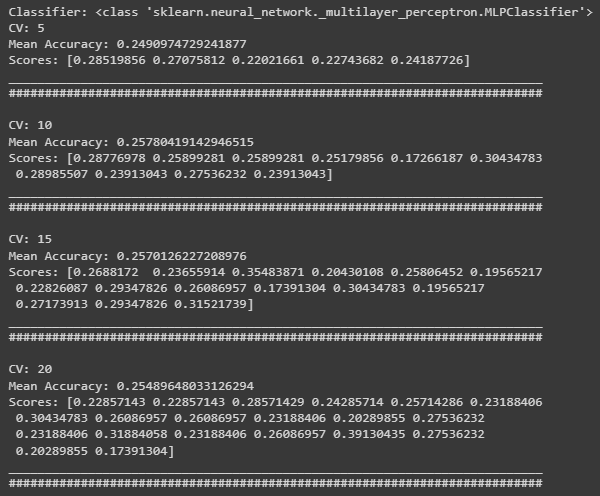 Classifier: <class 'sklearn.neural_network._multilayer_perceptron.MLPClassifier'>
CV: 5
Mean Accuracy: 0.2490974729241877
Scores: [0.28519856 0.27075812 0.22021661 0.22743682 0.24187726]
__________________________________________________________________________
##########################################################################
CV: 10
Mean Accuracy: 0.25780419142946515
Scores: [0.28776978 0.25899281 0.25899281 0.25179856 0.17266187 0.30434783
0.28985507 0.23913043 0.27536232 0.23913043]
__________________________________________________________________________
##########################################################################
CV: 15
Mean Accuracy: 0.2570126227208976
Scores: [0.2688172  0.23655914 0.35483871 0.20430108 0.25806452 0.19565217
0.22826087 0.29347826 0.26086957 0.17391304 0.30434783 0.19565217
0.27173913 0.29347826 0.31521739]
__________________________________________________________________________
##########################################################################
CV: 20
Mean Accuracy: 0.25489648033126294
Scores: [0.22857143 0.22857143 0.28571429 0.24285714 0.25714286 0.23188406
0.30434783 0.26086957 0.26086957 0.23188406 0.20289855 0.27536232
0.23188406 0.31884058 0.23188406 0.26086957 0.39130435 0.27536232
0.20289855 0.17391304]
__________________________________________________________________________
##########################################################################